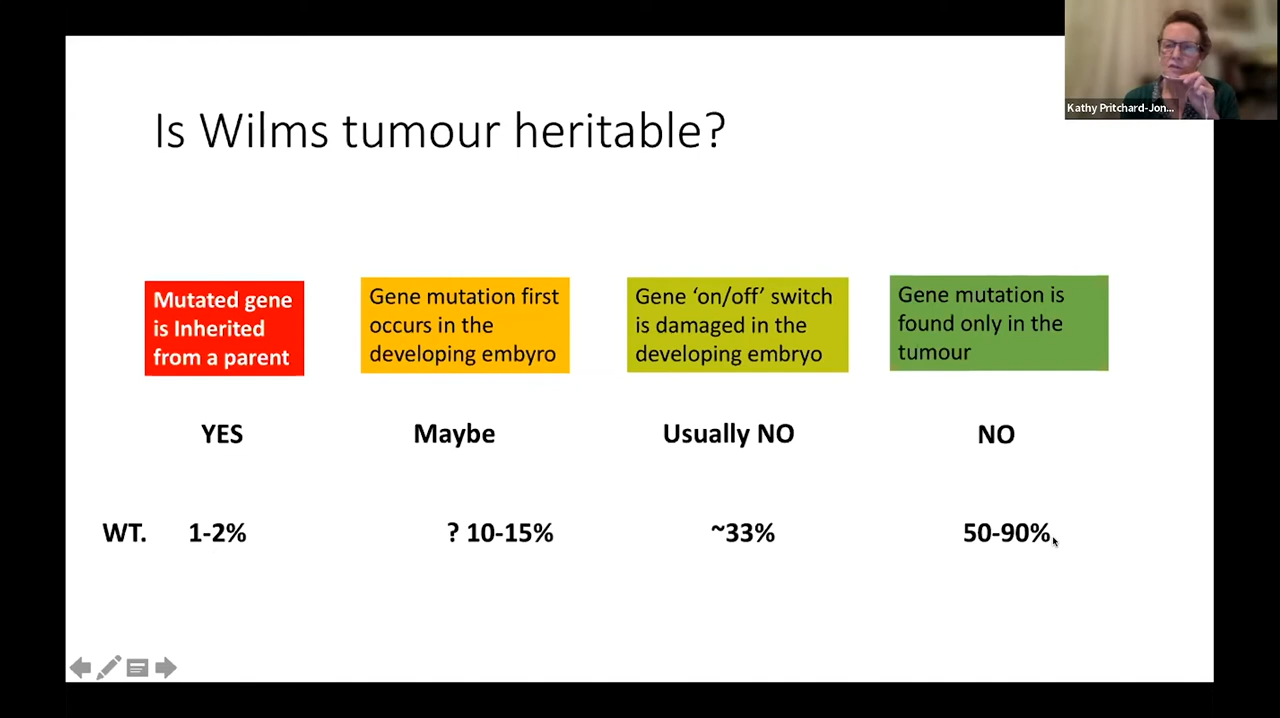 Kathy Pritchard-Jon...
Is Wilms tumour heritable?
Mutated gene
is Inherited
from a parent
Gene mutation first
occurs in the
developing embyro
Gene ‘on/off’ switch
is damaged in the
developing embryo
Gene mutation is
found only in the
tumour
YES Maybe Usually NO NO
WT. 1-2% ? 10-15% ~33% 50-90%